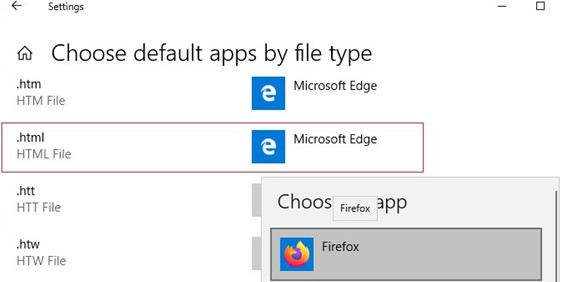 Settings
Choose default apps by file type
.htm
HTM File
Microsoft Edge
.html
HTML File
Microsoft Edge
.htt
HTT File
.htw
HTW File
app
Firefox
Firefox